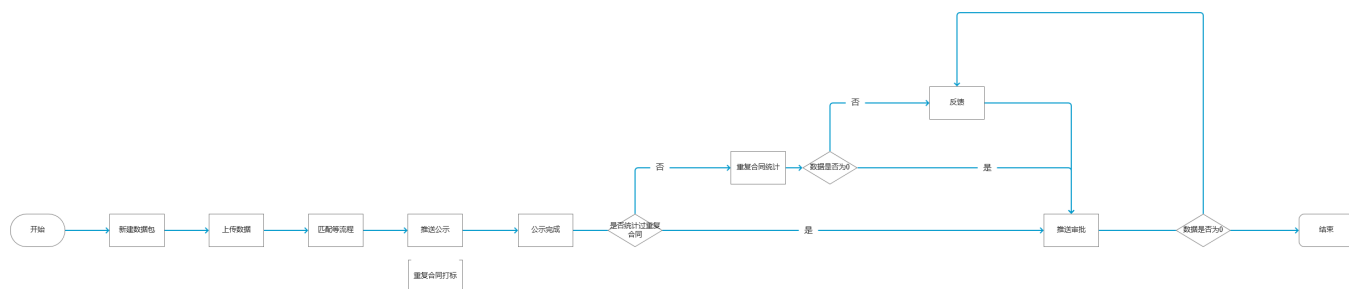 反馈
否
重复合同统计
数据是否为0
否
是
开始
新建数据包
上传数据
匹配等流程
推送公示
公示完成
是否统计过重复
合同
是
推送审批
数据是否为0
结束
重复合同打标